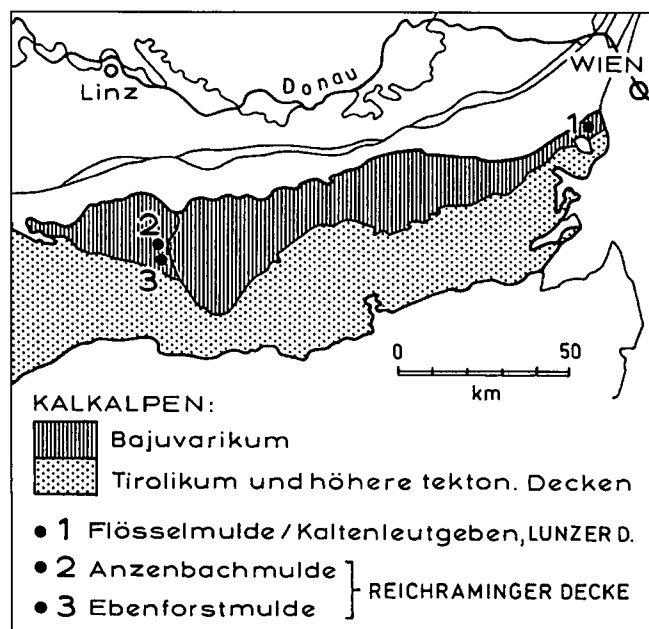 WIEN
Donau
Linz
1
2
3
0 50
km
KALKALPEN:
Bajuvarikum
Tirolikum und höhere tekton. Decken
• 1 Flösselmulde/Kaltenleutgeben, LUNZER D.
• 2 Anzenbachmulde
REICHRAMINGER DECKE
• 3 Ebenforstmulde